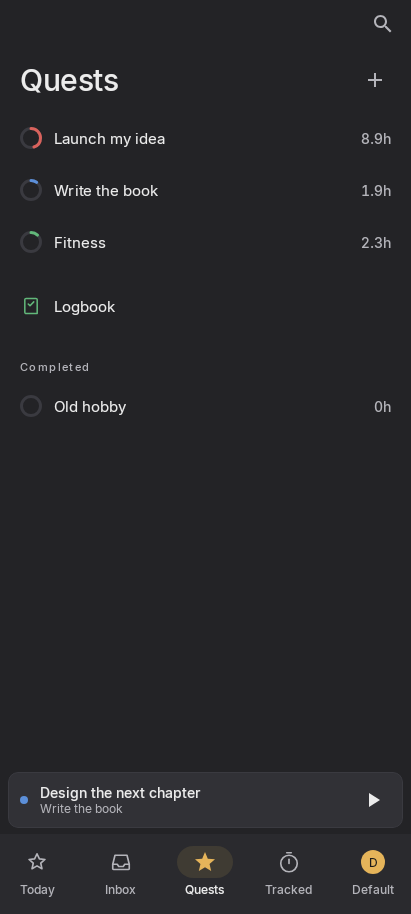 Quests
Launch my idea 8.9h
Write the book 1.9h
Fitness 2.3h
Logbook
Completed
Old hobby 0h
Design the next chapter
Write the book
D
Today Inbox Quests Tracked Default